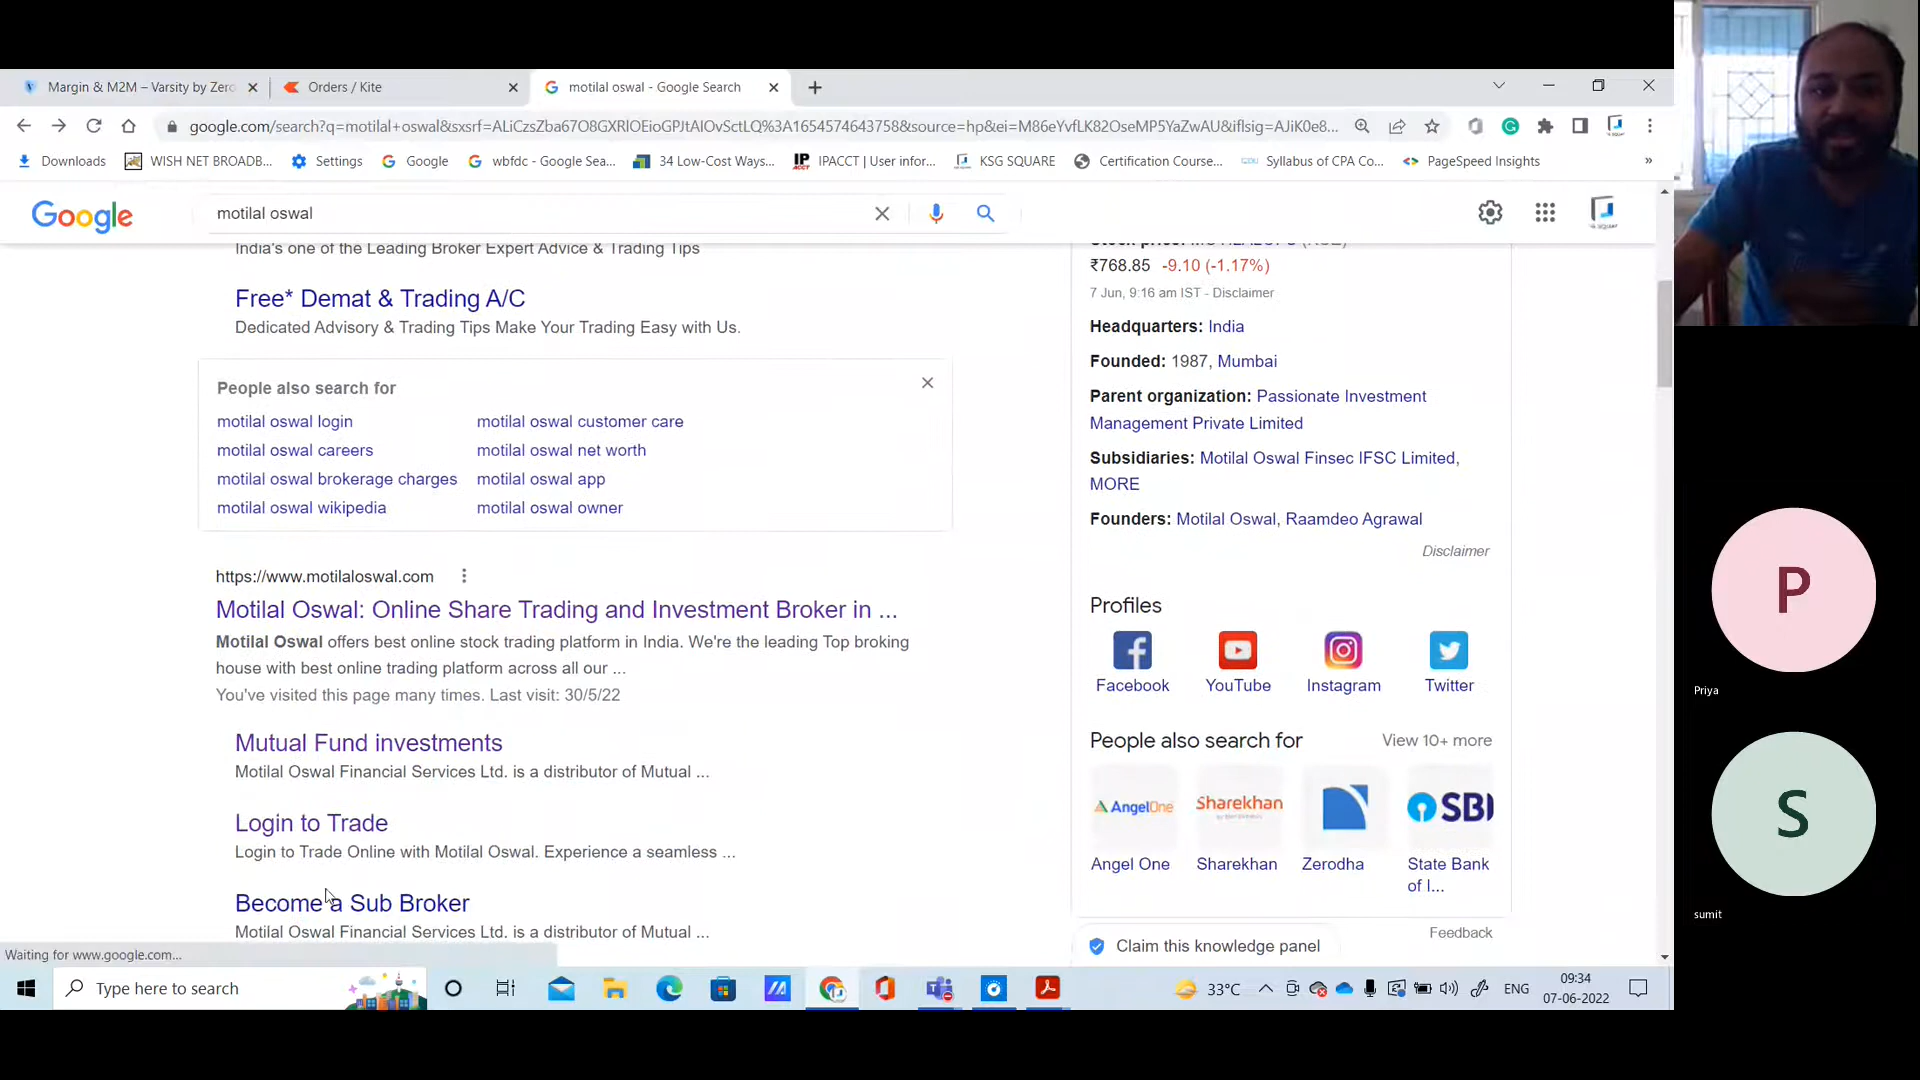 Margin & M2M – Varsity by Zero
Orders / Kite
motilal oswal - Google Search
google.com/search?q=motilal+oswal&sxsrf=ALiCzsZba67O8GXRlOEioGPJtAIOvSctLQ%3A1654574643758&source=hp&ei=M86eYvfLK82OseMP5YaZwAU&iflsig=AJiK0e8...
Downloads
WISH NET BROADB...
Settings
Google
wbfdc - Google Sea...
34 Low-Cost Ways...
IPACCT | User infor...
KSG SQUARE
Certification Course...
Syllabus of CPA Co...
PageSpeed Insights
»
Google
motilal oswal
India's one of the Leading Broker Expert Advice & Trading Tips
Free* Demat & Trading A/C
Dedicated Advisory & Trading Tips Make Your Trading Easy with Us.
People also search for
motilal oswal login
motilal oswal customer care
motilal oswal careers
motilal oswal net worth
motilal oswal brokerage charges
motilal oswal app
motilal oswal wikipedia
motilal oswal owner
https://www.motilaloswal.com
Motilal Oswal: Online Share Trading and Investment Broker in ...
Motilal Oswal offers best online stock trading platform in India. We're the leading Top broking
house with best online trading platform across all our ...
You've visited this page many times. Last visit: 30/5/22
Mutual Fund investments
Motilal Oswal Financial Services Ltd. is a distributor of Mutual ...
Login to Trade
Login to Trade Online with Motilal Oswal. Experience a seamless ...
Become a Sub Broker
Motilal Oswal Financial Services Ltd. is a distributor of Mutual ...
Waiting for www.google.com...
₹768.85 -9.10 (-1.17%)
7 Jun, 9:16 am IST - Disclaimer
Headquarters: India
Founded: 1987, Mumbai
Parent organization: Passionate Investment
Management Private Limited
Subsidiaries: Motilal Oswal Finsec IFSC Limited,
MORE
Founders: Motilal Oswal, Raamdeo Agrawal
Disclaimer
Profiles
Facebook
YouTube
Instagram
Twitter
People also search for
View 10+ more
AngelOne
Sharekhan
SBI
Angel One
Sharekhan
Zerodha
State Bank
of I...
Feedback
Claim this knowledge panel
Type here to search
33°C
ENG
09:34
07-06-2022
P
Priya
S
sumit